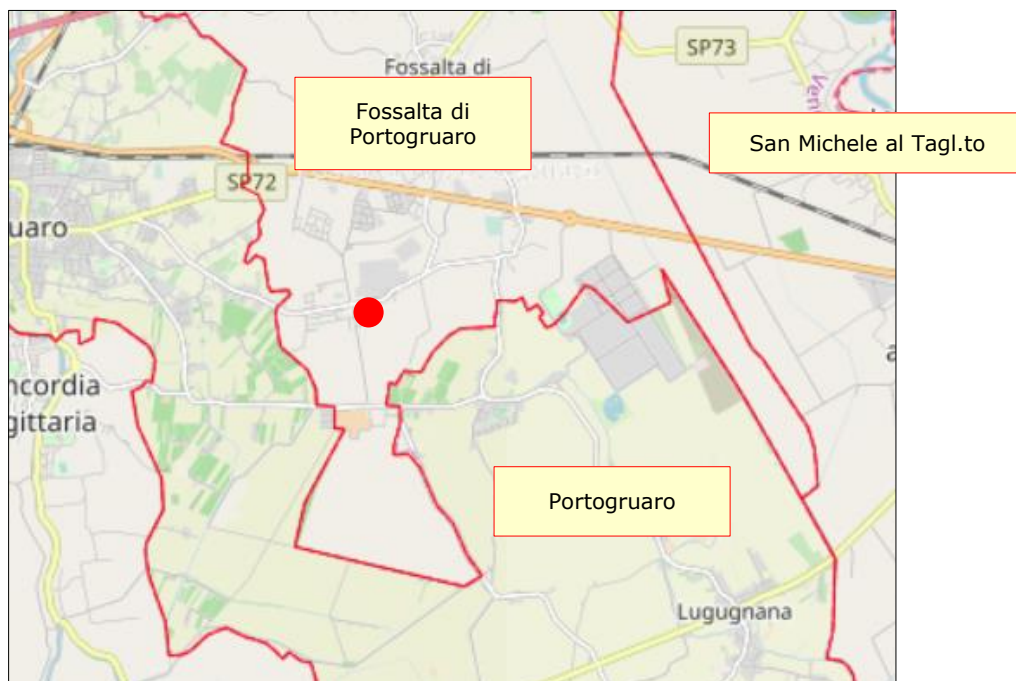 SP73
Fossalta di
Fossalta di
Portogruaro
San Michele al Tagl.to
SP72
uaro
ncordia
gittaria
Portogruaro
Lugugnana